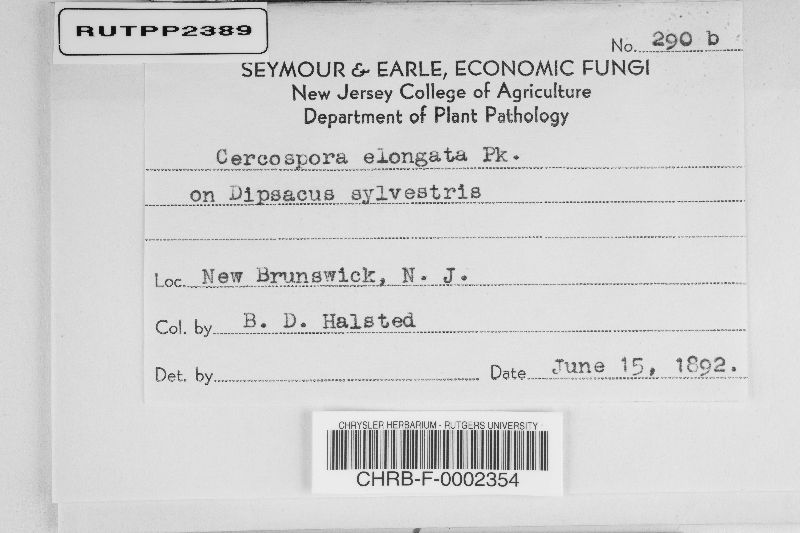 RUTPP2389
No. 290 b
SEYMOUR & EARLE, ECONOMIC FUNGI
New Jersey College of Agriculture
Department of Plant Pathology
Cercospora elongata Pk.
on Dipsacus sylvestris
Loc. New Brunswick, N. J.
Col. by B. D. Halsted
Det. by
Date June 15, 1892.
CHRYSLER HERBARIUM - RUTGERS UNIVERSITY
CHRB-F-0002354